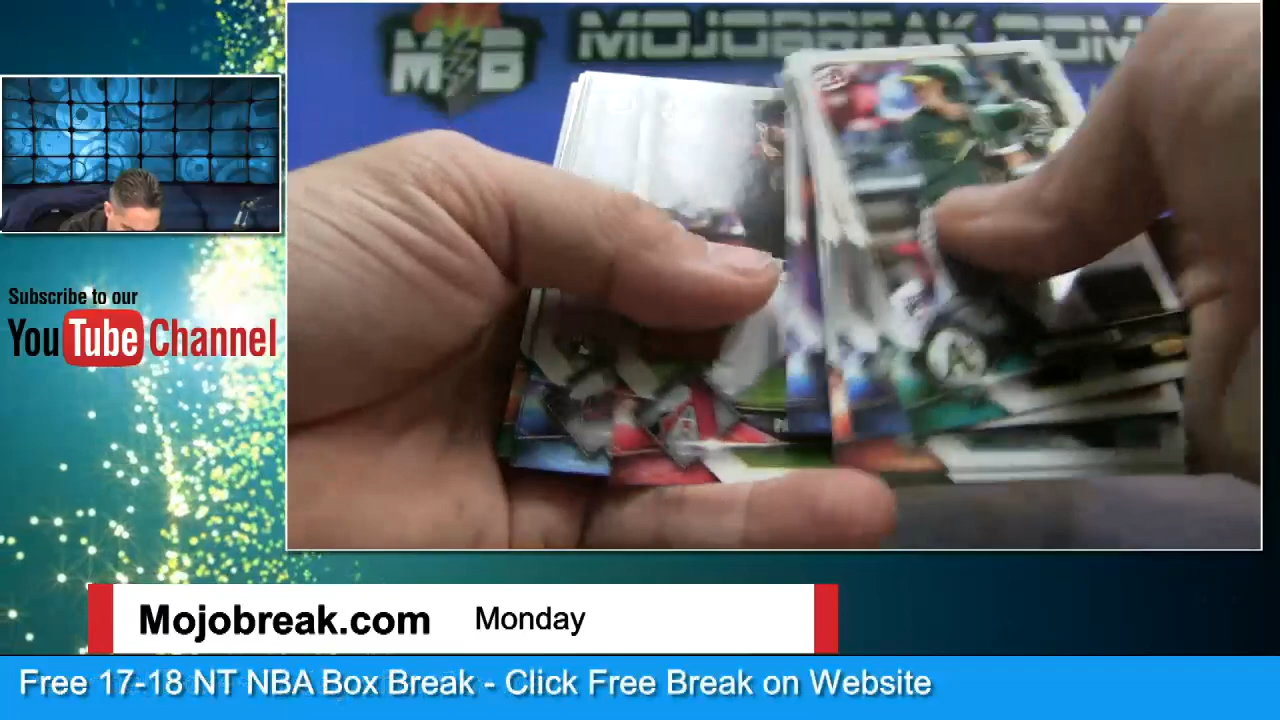 MB
MOJOBREAK.COM
Subscribe to our
YouTube Channel
Mojobreak.com Monday
Free 17-18 NT NBA Box Break - Click Free Break on Website